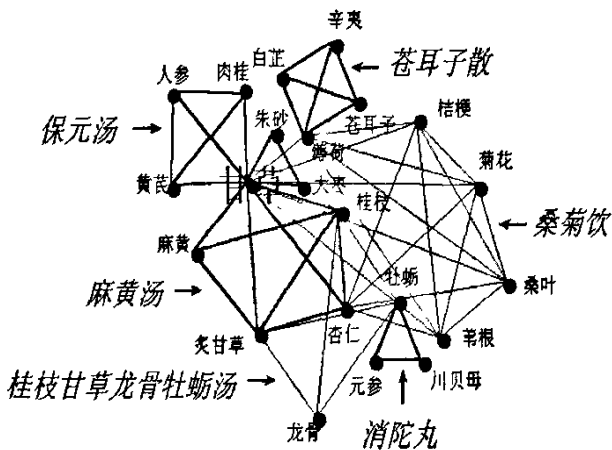 辛夷
白芷
苍耳子散
人参
肉桂
朱砂
苍耳子
桔梗
保元汤
薄荷
菊花
黄芪
甘草
大枣
桂枝
桑菊饮
麻黄
牡蛎
桑叶
麻黄汤
炙甘草
杏仁
苇根
桂枝甘草龙骨牡蛎汤
元参
川贝母
龙骨
消陀丸